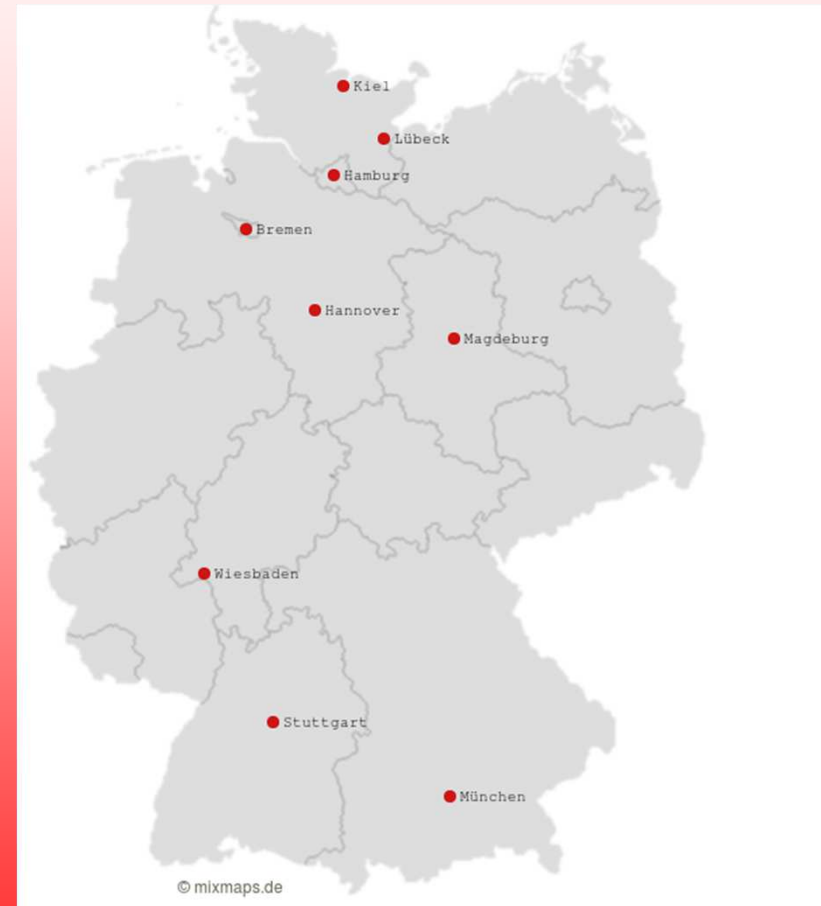 Kiel
Lübeck
Hamburg
Bremen
Hannover
Magdeburg
Wiesbaden
Stuttgart
München
© mixmaps.de